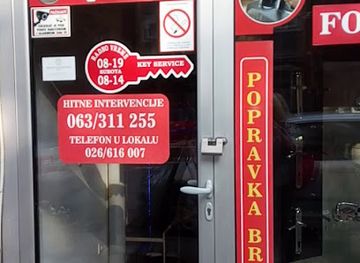 RADNO VREME
08-19
SUBOTA
08-14
KEY SERVICE
HITNE INTERVENCIJE
063/311 255
TELEFON U LOKALU
026/616 007
POPRAVKA BR
FO